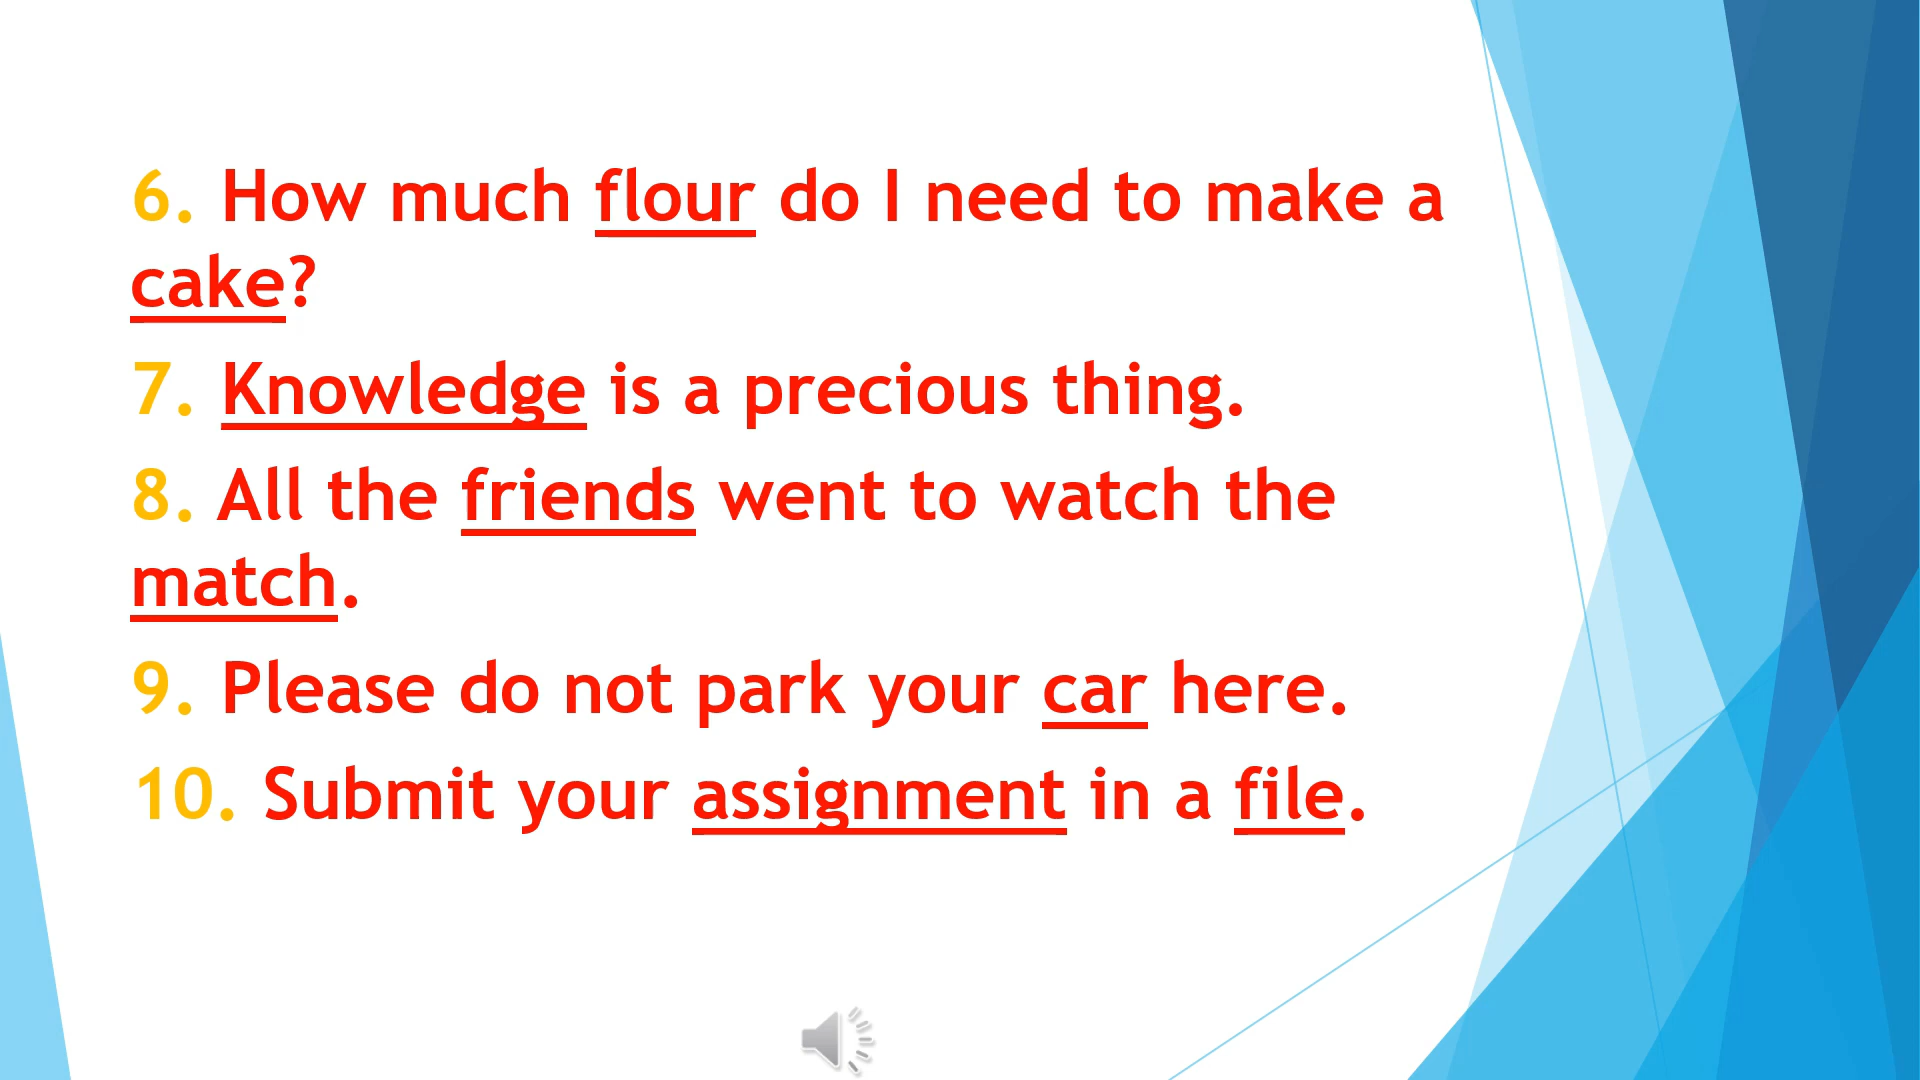 6. How much flour do I need to make a
cake?
7. Knowledge is a precious thing.
8. All the friends went to watch the
match.
9. Please do not park your car here.
10. Submit your assignment in a file.